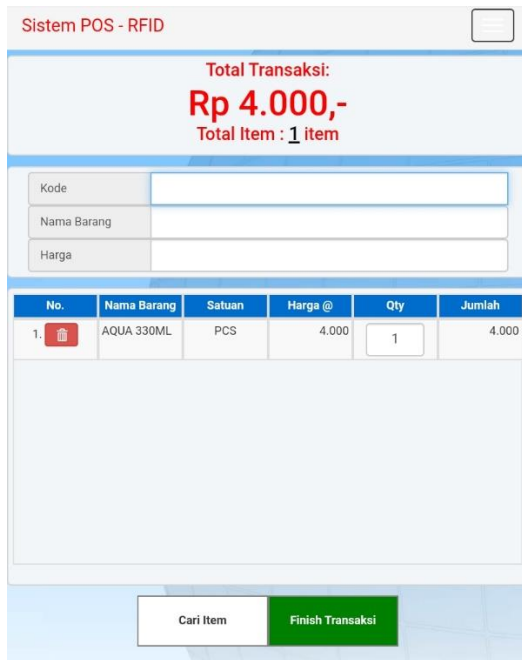 Sistem POS - RFID
Total Transaksi:
Rp 4.000,-
Total Item : 1 item
Kode
Nama Barang
Harga
No. Nama Barang Satuan Harga @ Qty Jumlah
1. AQUA 330ML PCS 4.000 1 4.000
Cari Item Finish Transaksi